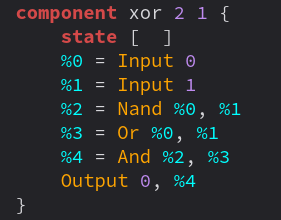 component xor 2 1 {
    state [  ]
    %0 = Input 0
    %1 = Input 1
    %2 = Nand %0, %1
    %3 = Or %0, %1
    %4 = And %2, %3
    Output 0, %4
}